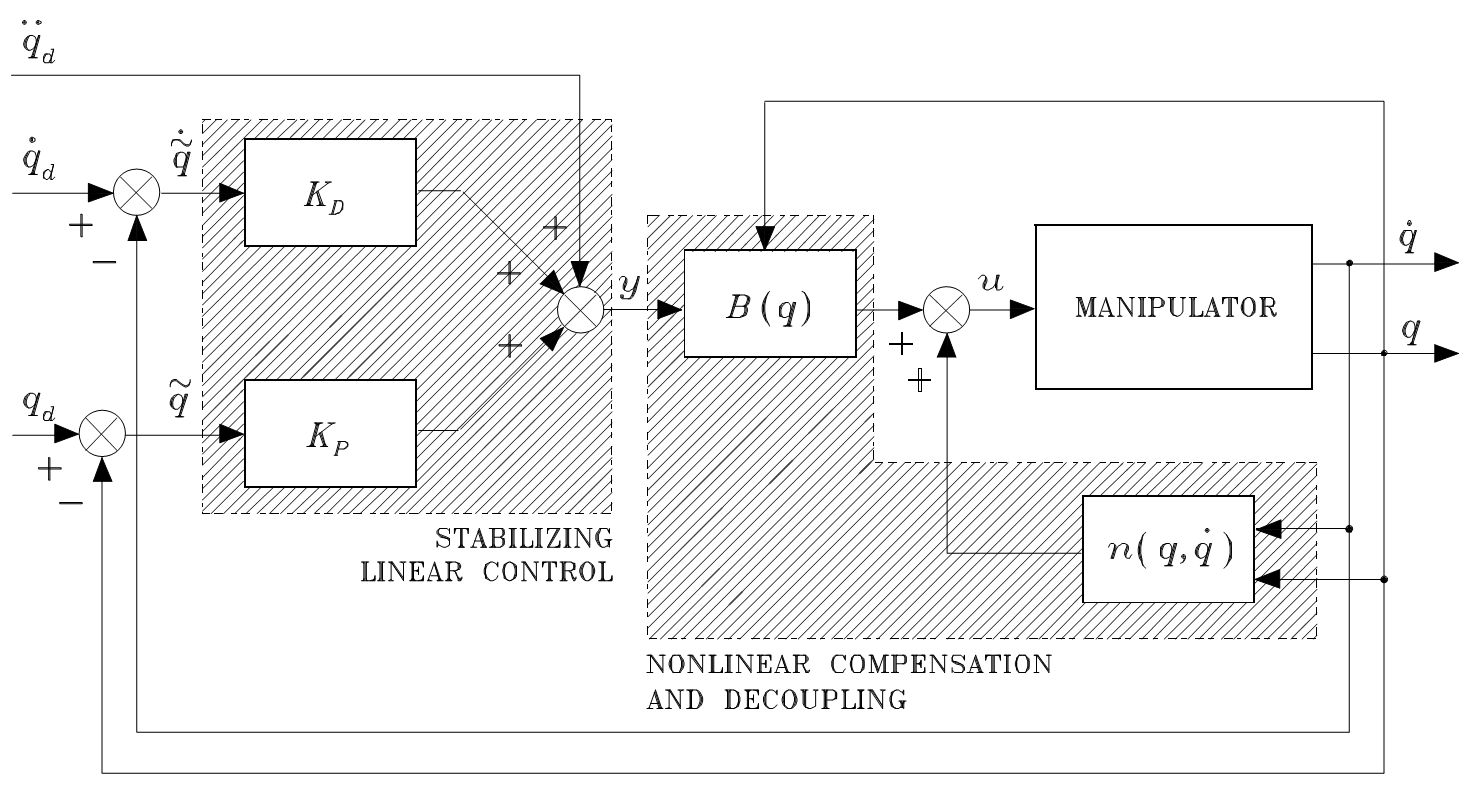 q̈_d
q̇_d
+
−
q̃̇
K_D
+
+
+
y
B(q)
+
+
u
MANIPULATOR
q̇
q
q_d
+
−
q̃
K_P
n(q,q̇)
STABILIZING
LINEAR CONTROL
NONLINEAR COMPENSATION
AND DECOUPLING